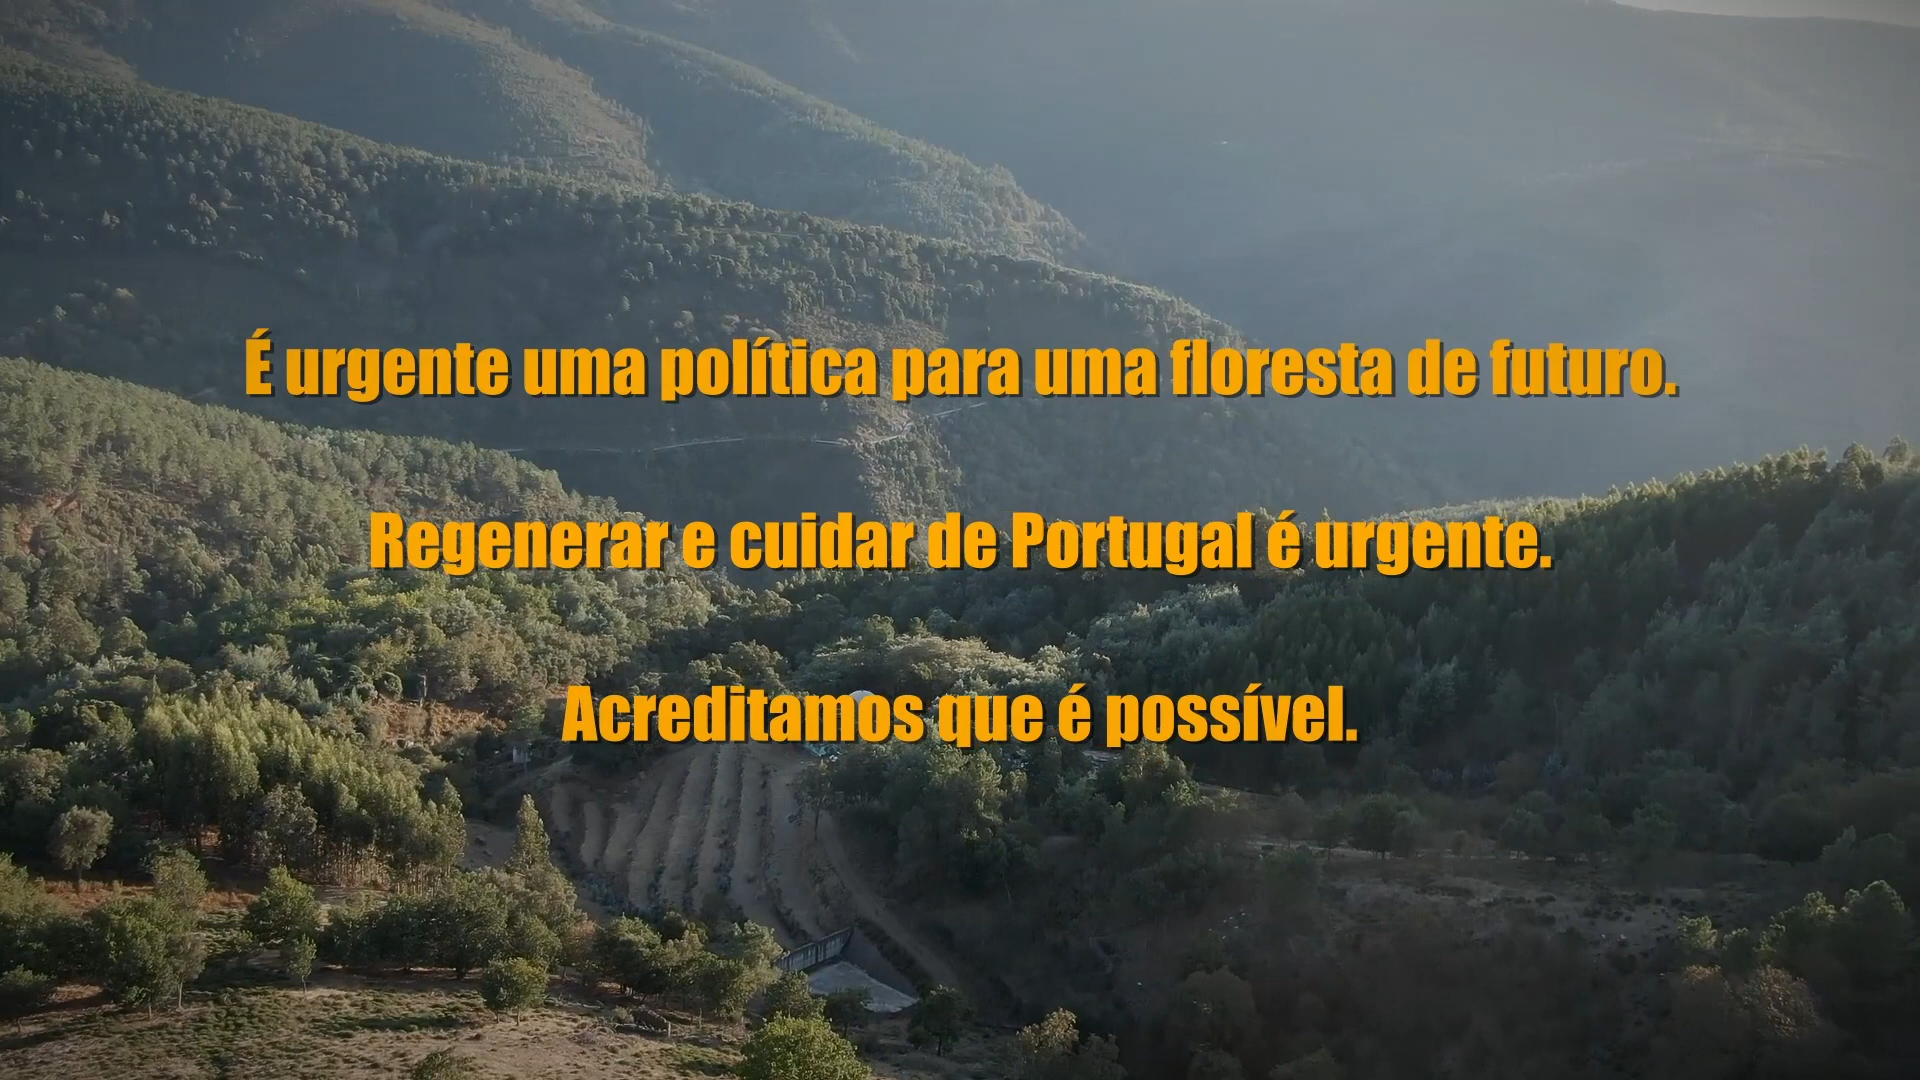 É urgente uma política para uma floresta de futuro.
Regenerar e cuidar de Portugal é urgente.
Acreditamos que é possível.